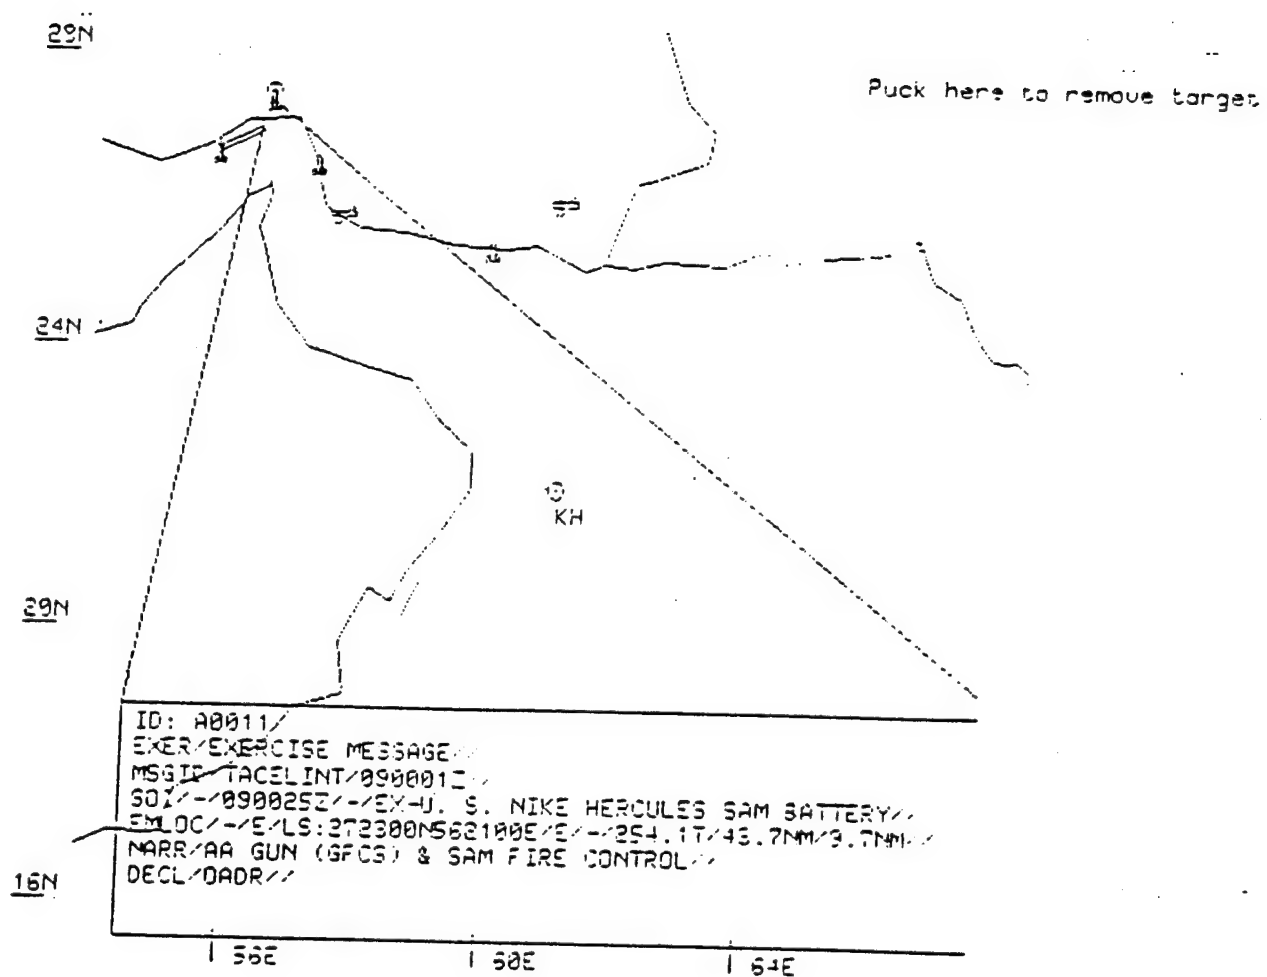 28N
Puck here to remove target
24N
KH
20N
ID: A0011
EXER/EXERCISE MESSAGE//
MSGID/TACELINT/090001Z//
SOI/-/090025Z/-/EX-U. S. NIKE HERCULES SAM BATTERY//
EMLOC/-/E/LS:272300N562100E/E/-/254.1T/43.7NM/9.7NM//
NARR/AA GUN (GFCS) & SAM FIRE CONTROL//
DECL/OADR//
16N
56E
60E
64E